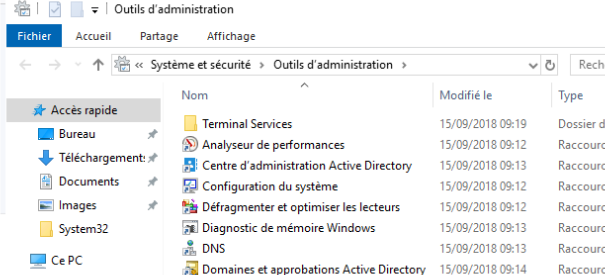 Outils d'administration
Fichier Accueil Partage Affichage
« Système et sécurité > Outils d'administration > Rech
Nom Modifié le Type
Accès rapide
Bureau
Téléchargements
Documents
Images
System32
Ce PC
Terminal Services 15/09/2018 09:19 Dossier d
Analyseur de performances 15/09/2018 09:12 Raccourc
Centre d'administration Active Directory 15/09/2018 09:13 Raccourc
Configuration du système 15/09/2018 09:12 Raccourc
Défragmenter et optimiser les lecteurs 15/09/2018 09:12 Raccourc
Diagnostic de mémoire Windows 15/09/2018 09:13 Raccourc
DNS 15/09/2018 09:13 Raccourc
Domaines et approbations Active Directory 15/09/2018 09:14 Raccourc